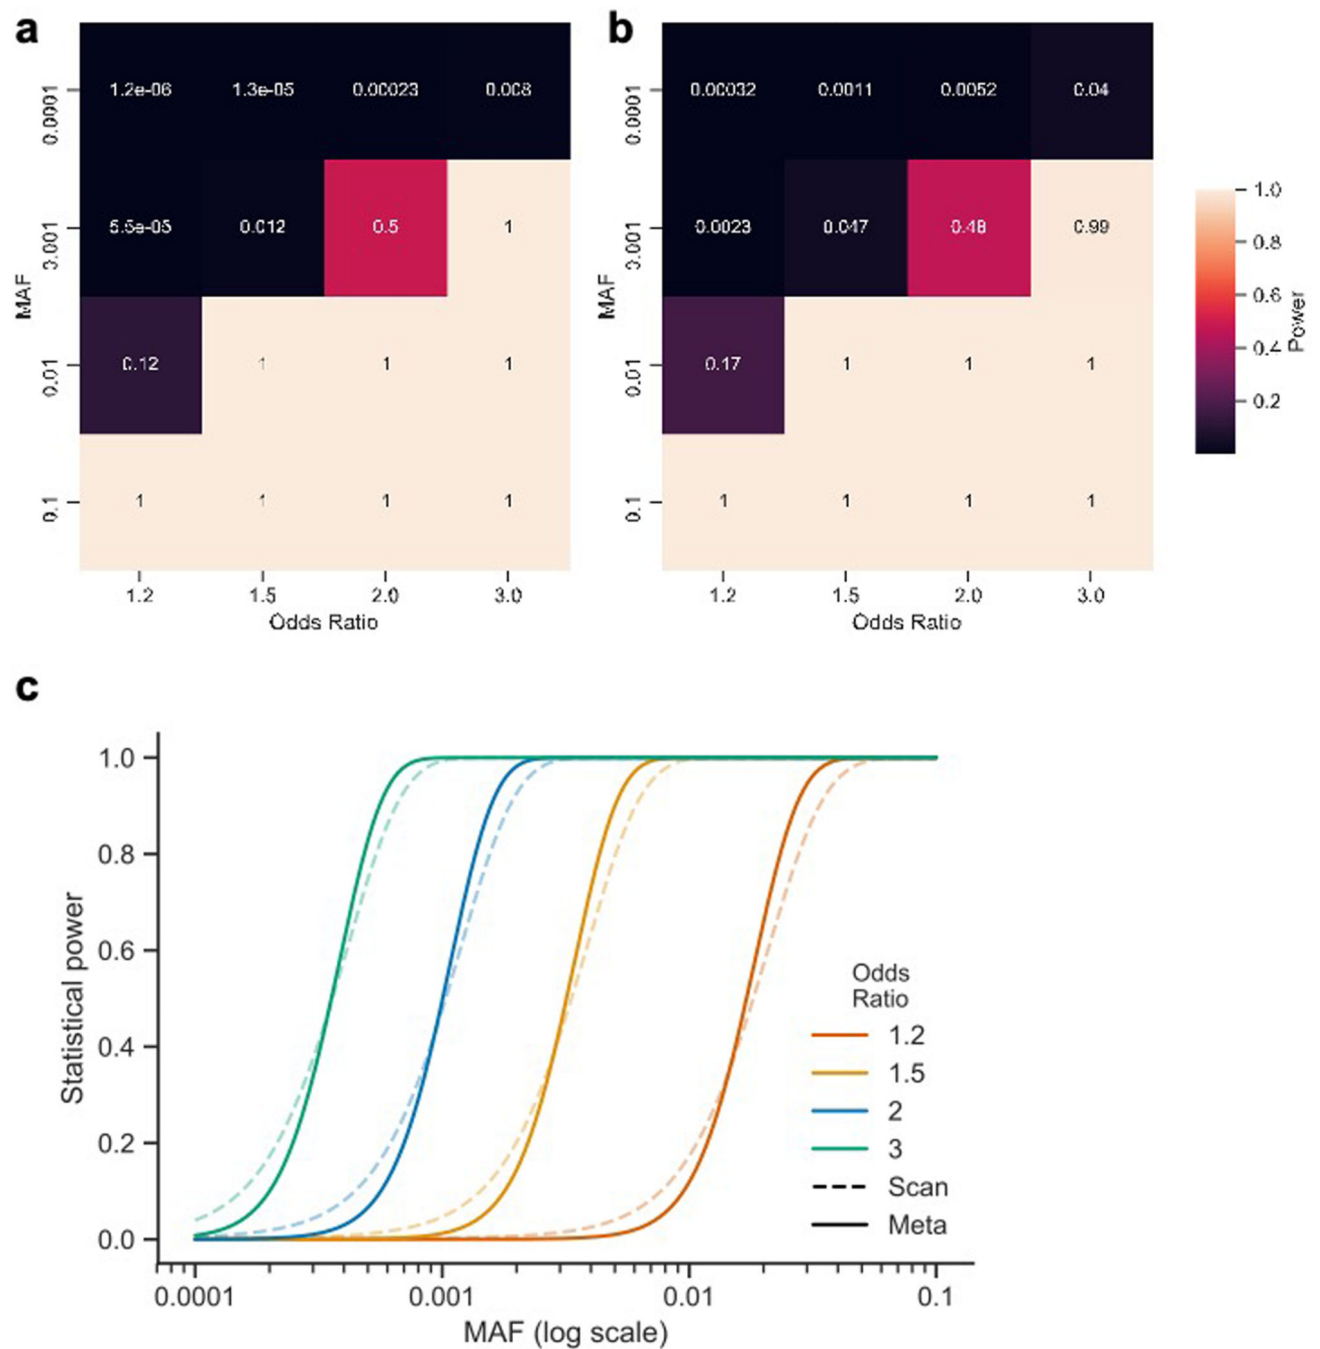 a
1.2e-06 1.3e-05 0.00023 0.008
0.0001
5.5e-05 0.012 0.5 1
0.001
MAF
0.12 1 1 1
0.01
1 1 1 1
0.1
1.2 1.5 2.0 3.0
Odds Ratio
b
0.00032 0.0011 0.0052 0.04
0.0001
0.0023 0.047 0.48 0.99
0.001
MAF
0.17 1 1 1
0.01
1 1 1 1
0.1
1.2 1.5 2.0 3.0
Odds Ratio
1.0
0.8
0.6
0.4
0.2
Power
c
1.0
0.8
0.6
0.4
0.2
0.0
Statistical power
Odds
Ratio
1.2
1.5
2
3
Scan
Meta
0.0001 0.001 0.01 0.1
MAF (log scale)